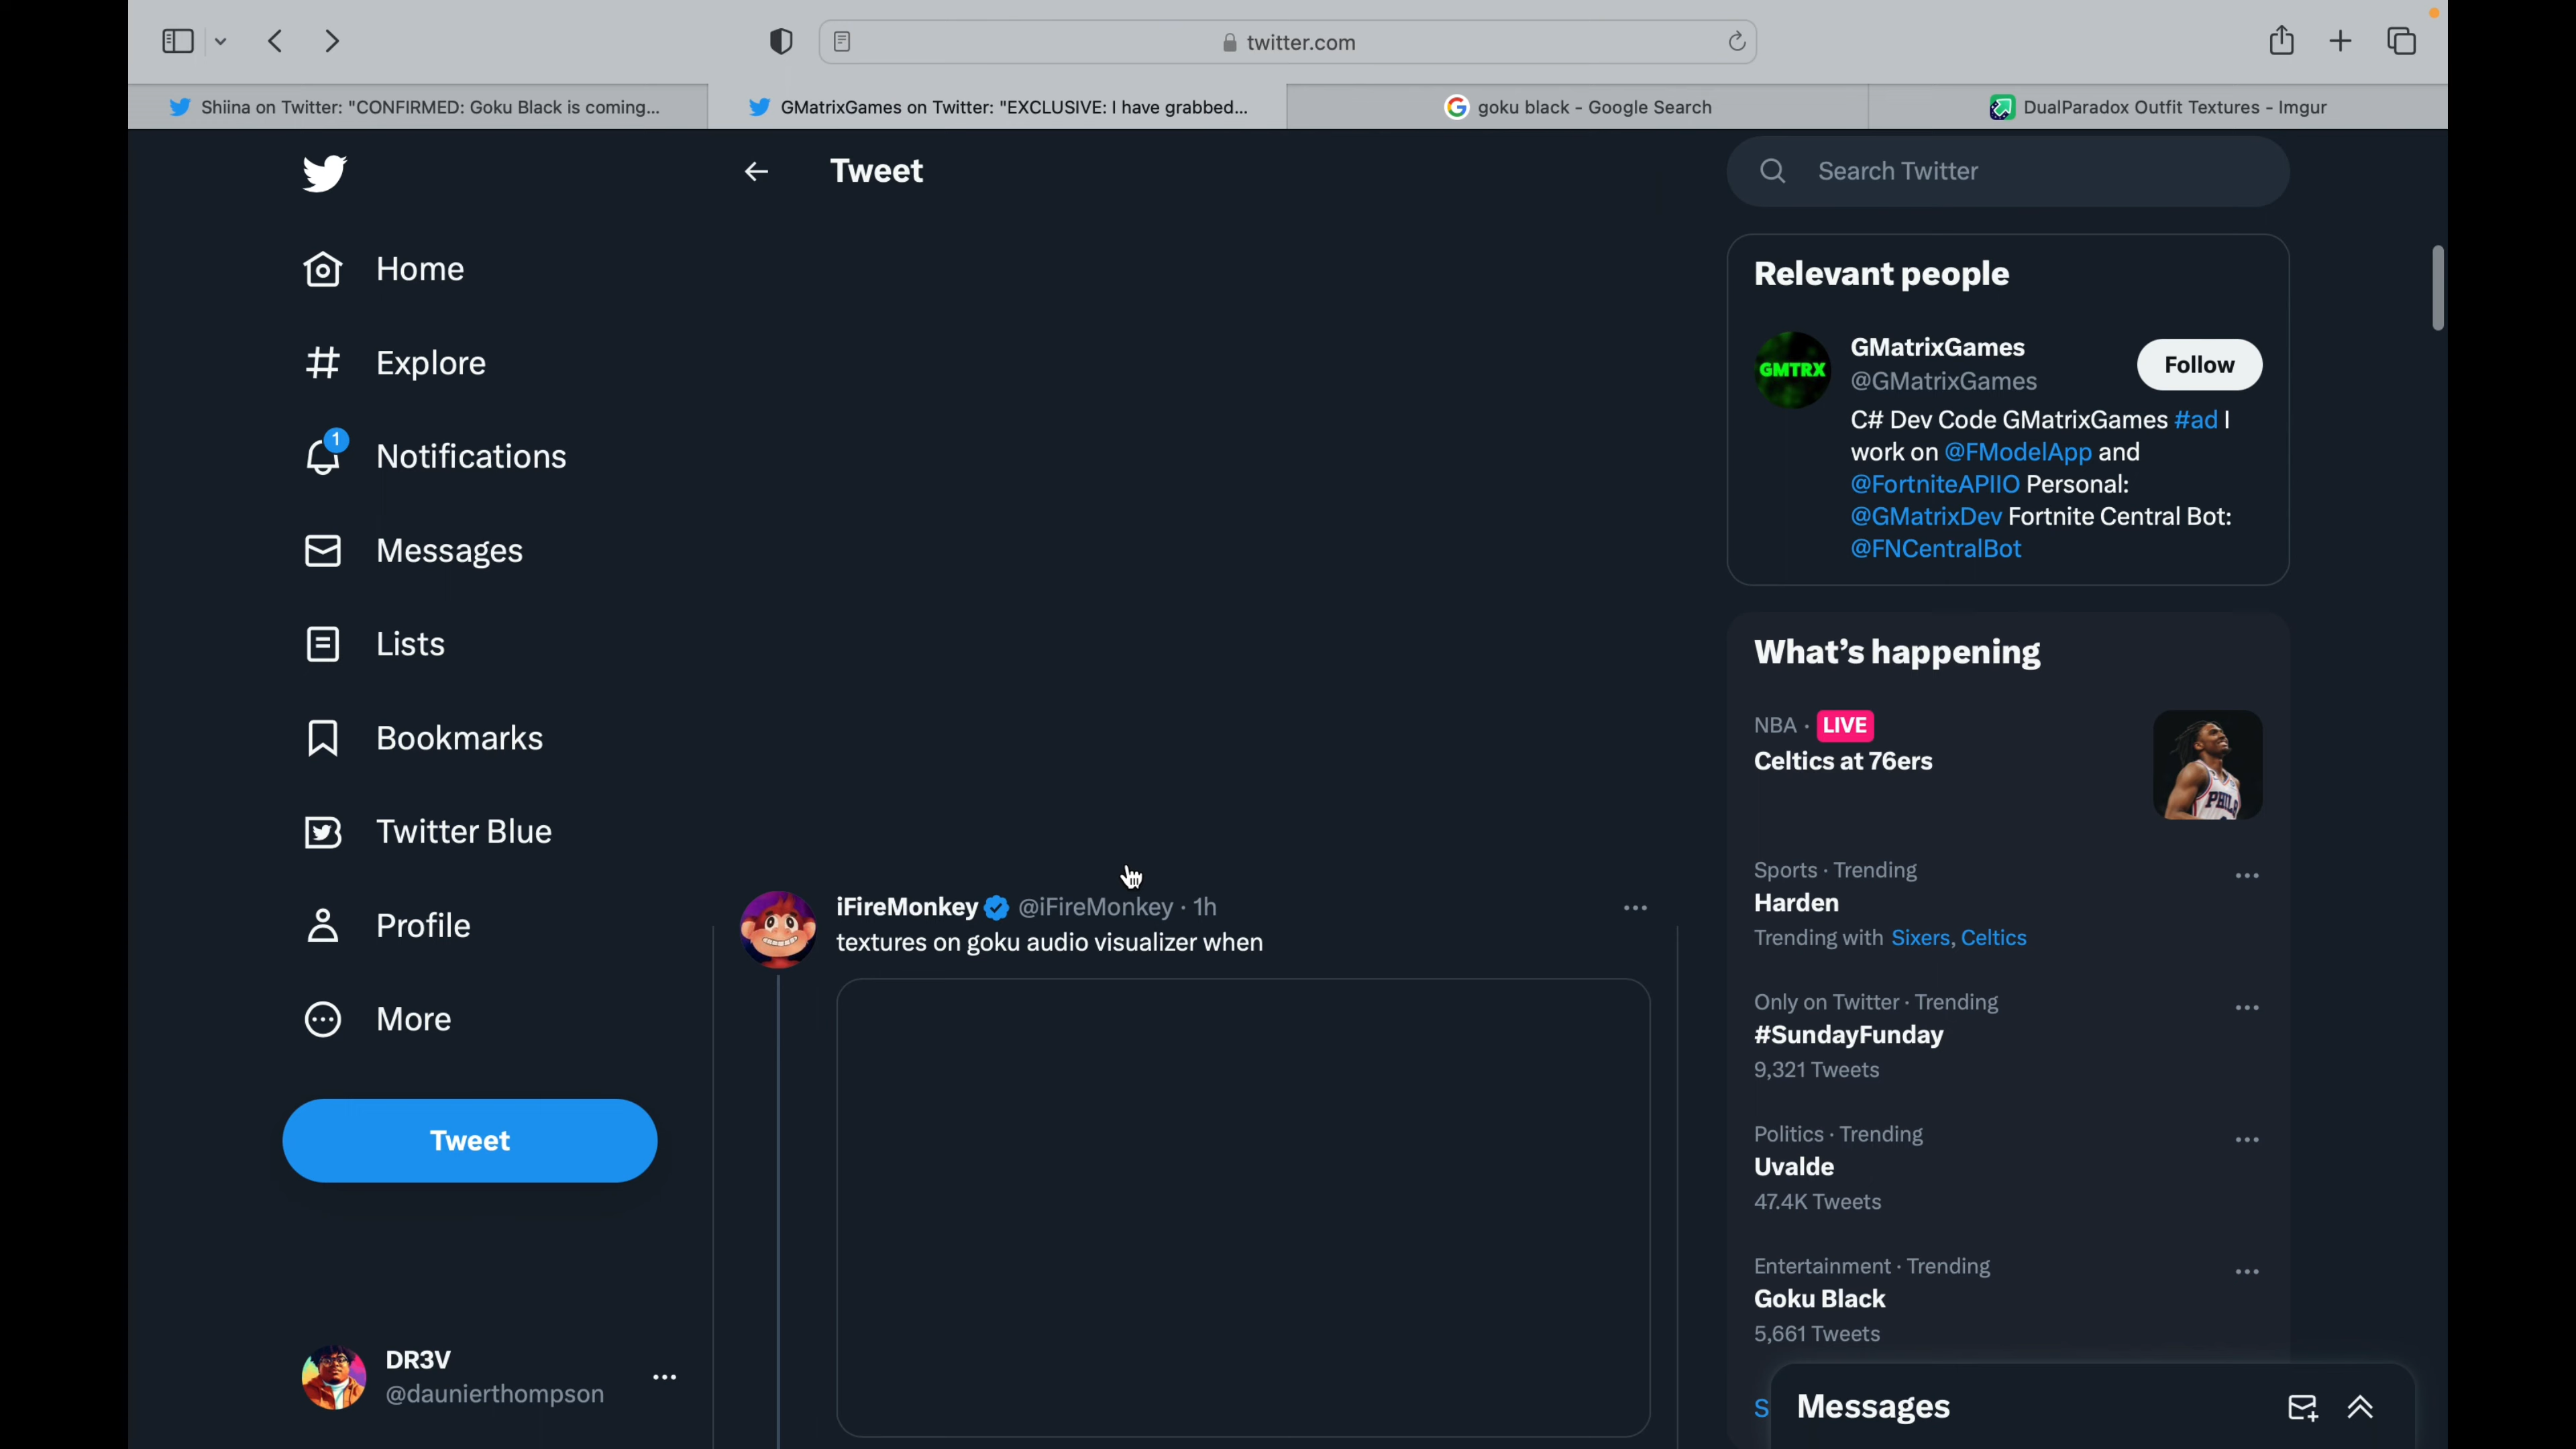 twitter.com
Shiina on Twitter: "CONFIRMED: Goku Black is coming...
GMatrixGames on Twitter: "EXCLUSIVE: I have grabbed...
goku black - Google Search
DualParadox Outfit Textures - Imgur
Home
Explore
1
Notifications
Messages
Lists
Bookmarks
Twitter Blue
Profile
More
Tweet
DR3V
@daunierthompson
Tweet
iFireMonkey @iFireMonkey · 1h
textures on goku audio visualizer when
Search Twitter
Relevant people
GMTRX
GMatrixGames
@GMatrixGames
Follow
C# Dev Code GMatrixGames #ad I
work on @FModelApp and
@FortniteAPIIO Personal:
@GMatrixDev Fortnite Central Bot:
@FNCentralBot
What's happening
NBA · LIVE
Celtics at 76ers
PHILA
Sports · Trending
Harden
Trending with Sixers, Celtics
Only on Twitter · Trending
#SundayFunday
9,321 Tweets
Politics · Trending
Uvalde
47.4K Tweets
Entertainment · Trending
Goku Black
5,661 Tweets
S
Messages